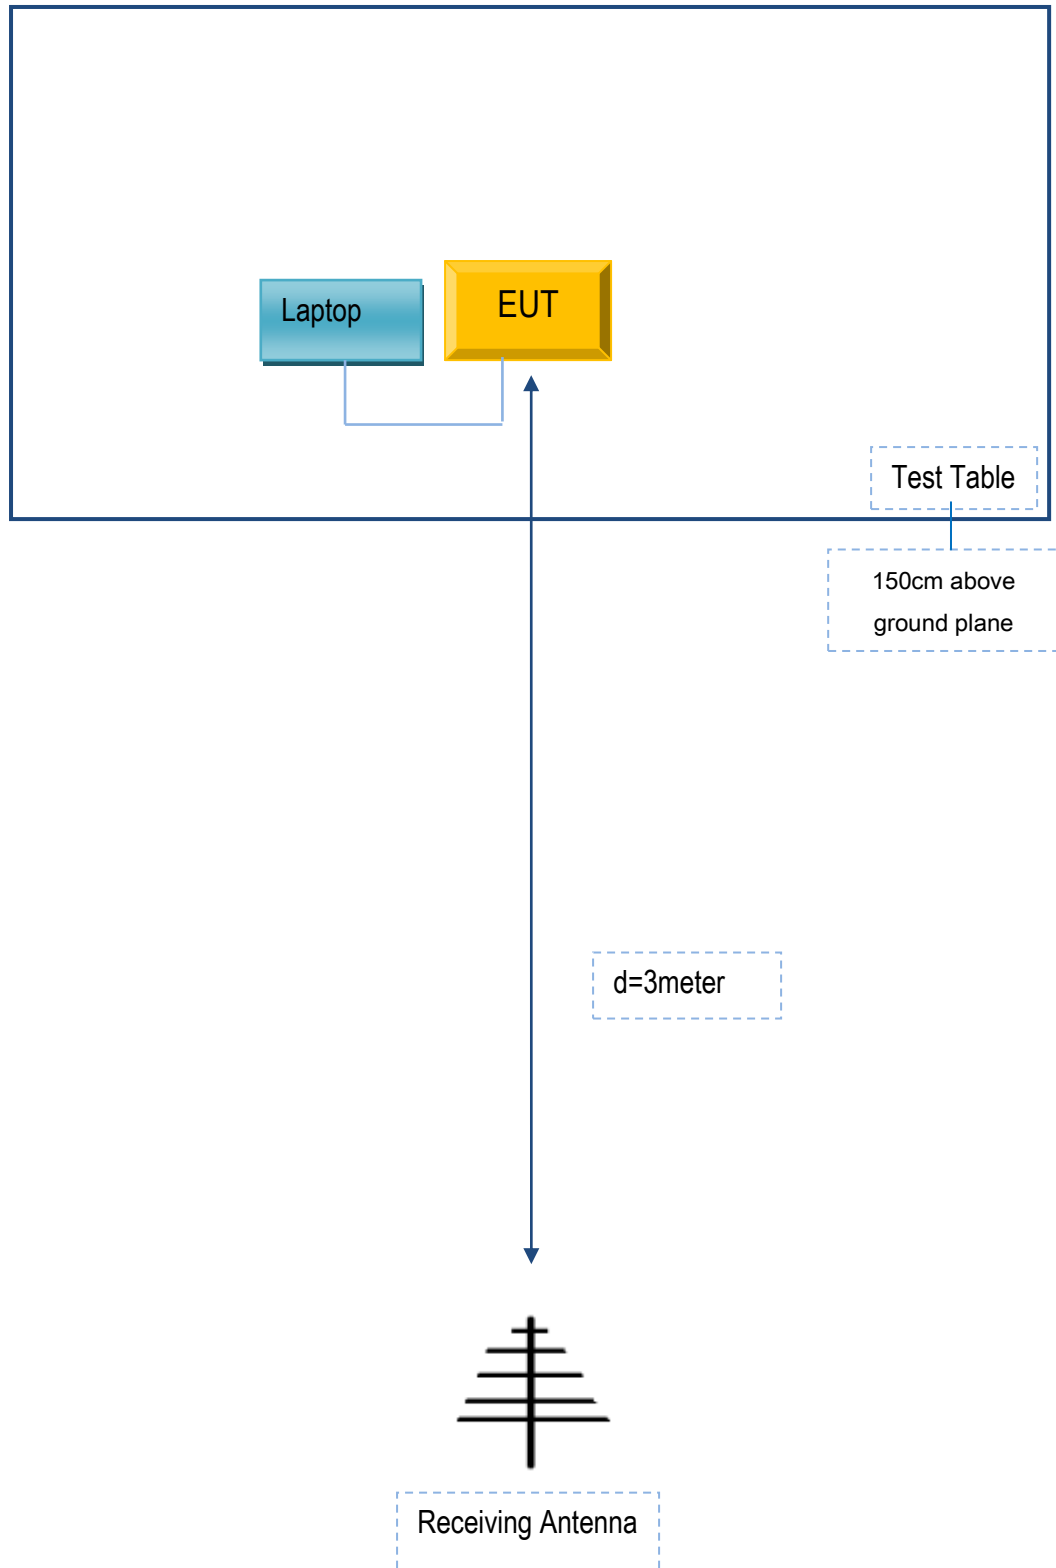 Laptop
EUT
Test Table
150cm above
ground plane
d=3meter
Receiving Antenna